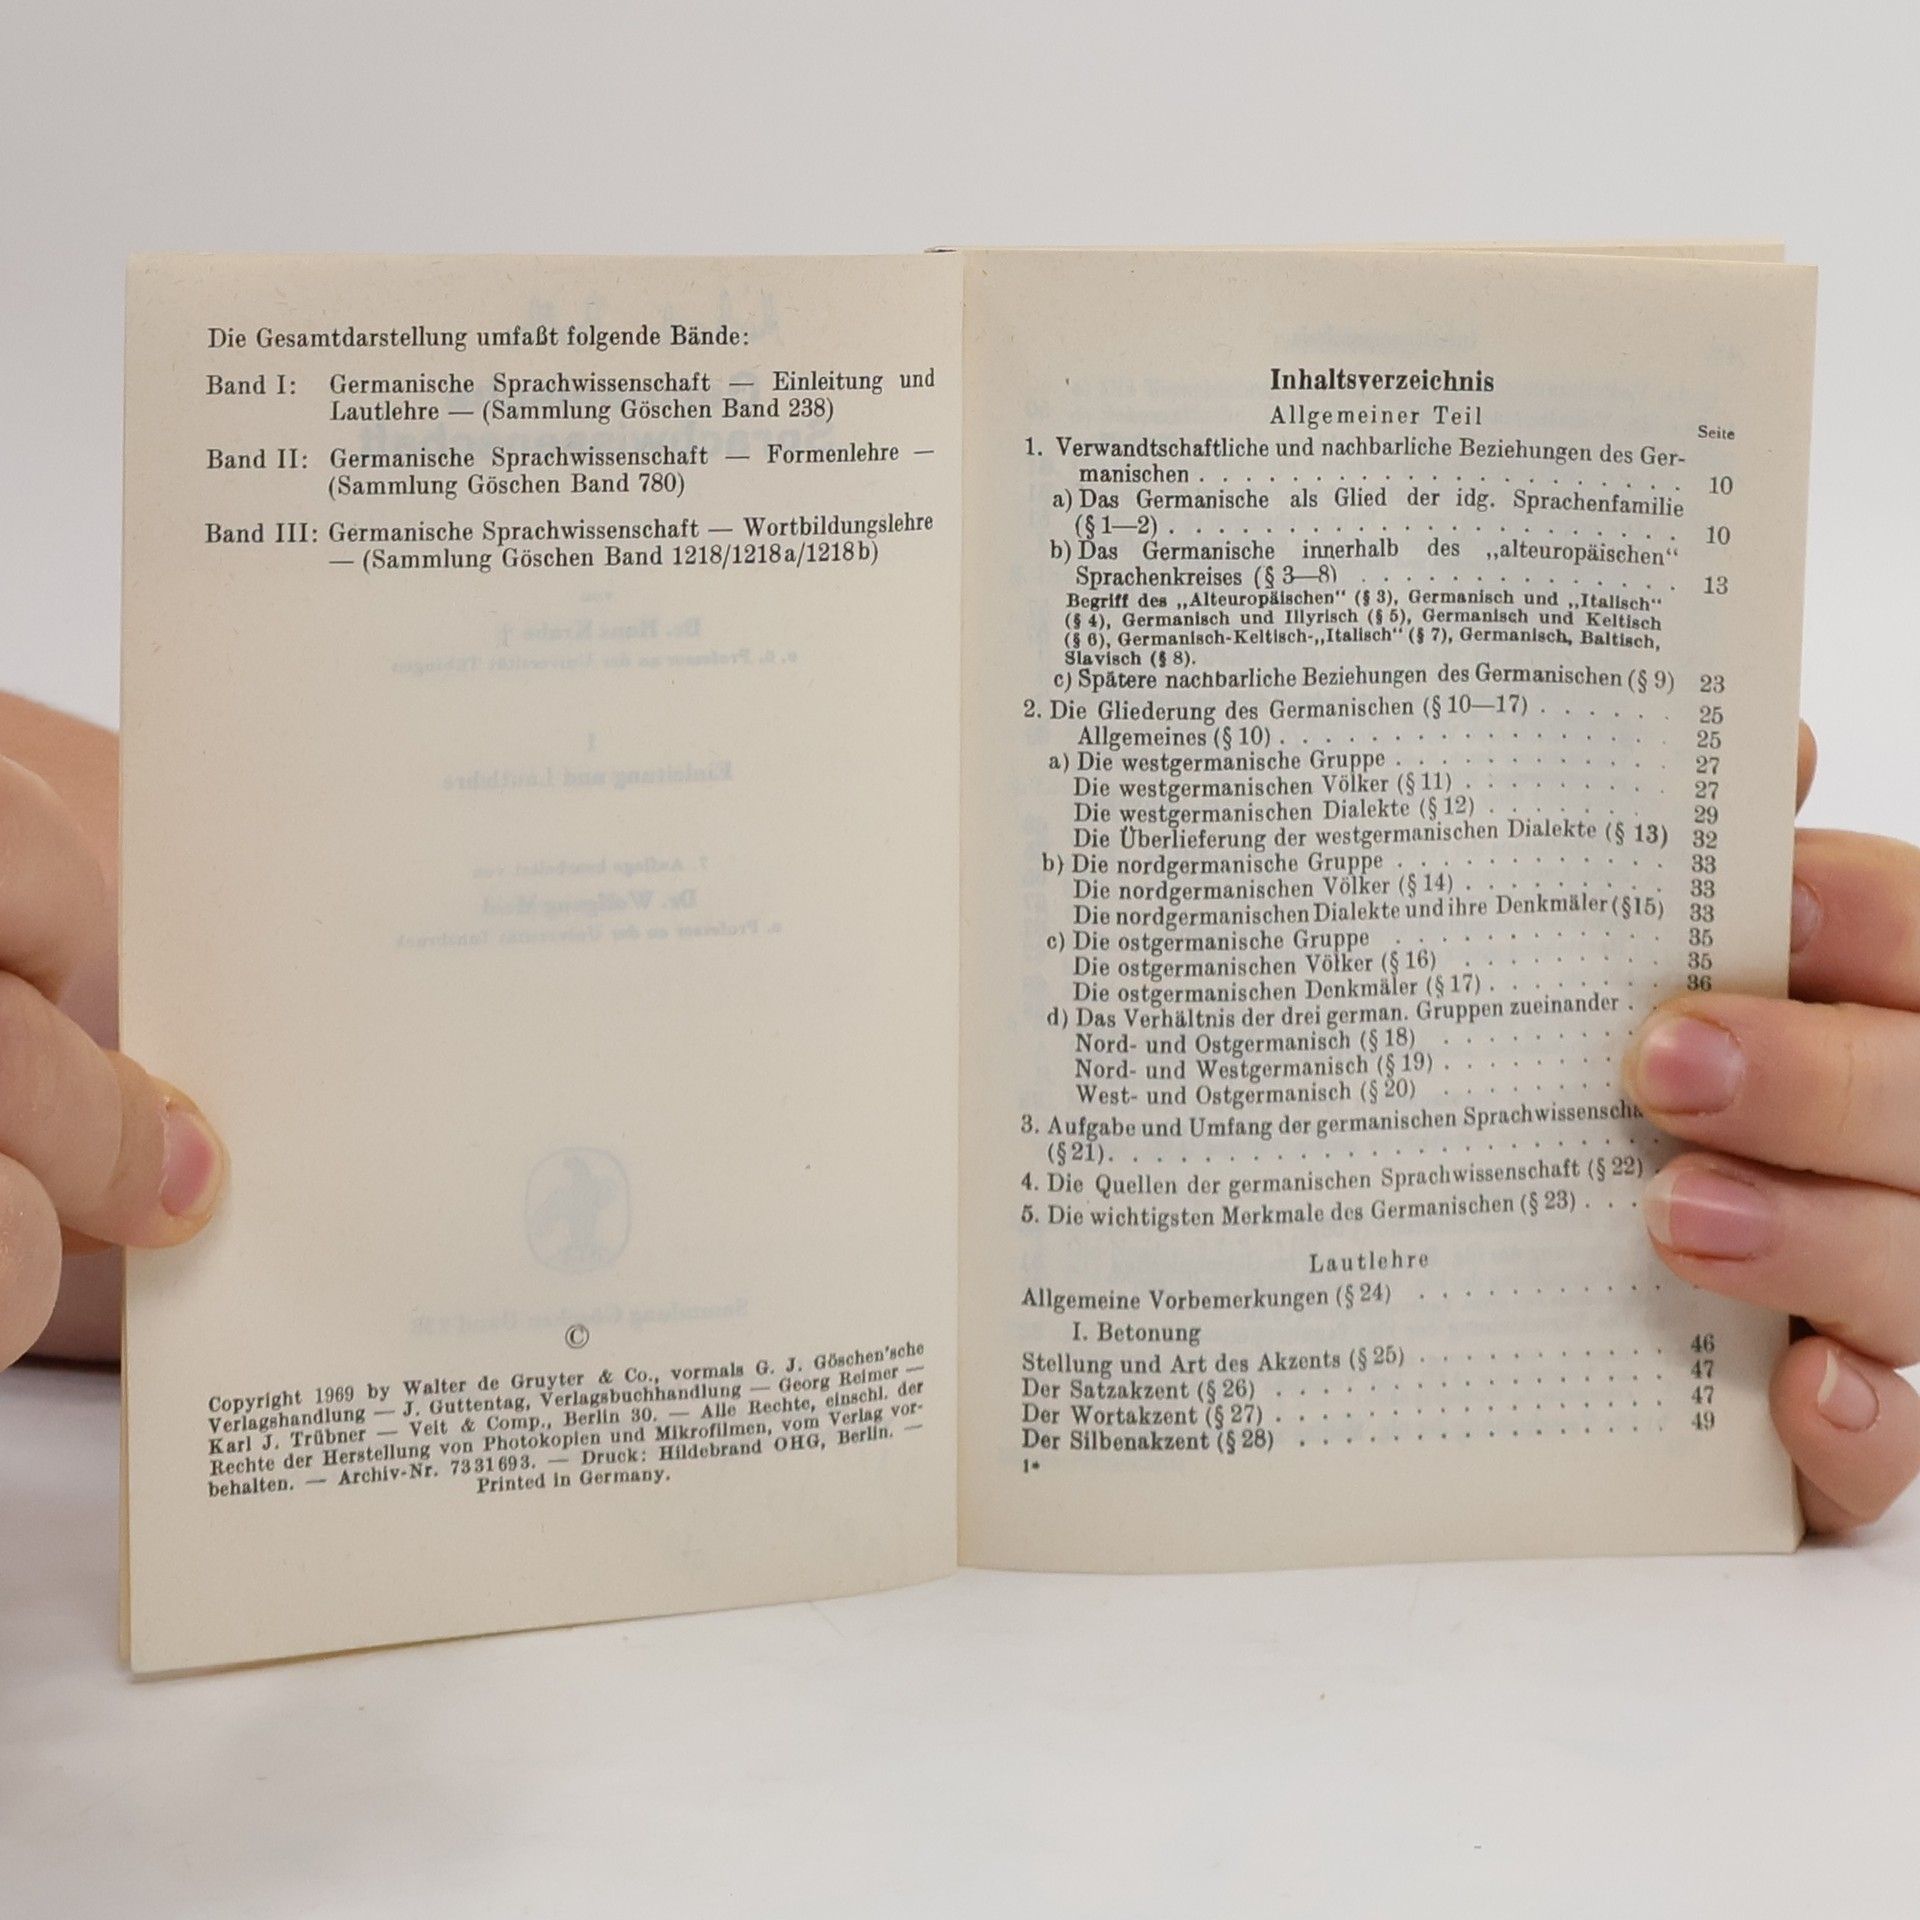 Die Gesamtdarstellung umfaßt folgende Bände:
Band I: Germanische Sprachwissenschaft — Einleitung und
Lautlehre — (Sammlung Göschen Band 238)
Band II: Germanische Sprachwissenschaft — Formenlehre —
(Sammlung Göschen Band 780)
Band III: Germanische Sprachwissenschaft — Wortbildungslehre
— (Sammlung Göschen Band 1218/1218a/1218b)
©
Copyright 1969 by Walter de Gruyter & Co., vormals G. J. Göschen'sche
Verlagshandlung — J. Guttentag, Verlagsbuchhandlung — Georg Reimer —
Karl J. Trübner — Veit & Comp., Berlin 30. — Alle Rechte, einschl. der
Rechte der Herstellung von Photokopien und Mikrofilmen, vom Verlag vor-
behalten. — Archiv-Nr. 7331693. — Druck: Hildebrand OHG, Berlin. —
Printed in Germany.
Inhaltsverzeichnis
Allgemeiner Teil
Seite
1. Verwandtschaftliche und nachbarliche Beziehungen des Ger-
manischen . . . . . . . . . . . . . . . . . . 10
a) Das Germanische als Glied der idg. Sprachenfamilie
(§ 1—2) . . . . . . . . . . . . . . . . . . 10
b) Das Germanische innerhalb des „alteuropäischen“
Sprachenkreises (§ 3—8) . . . . . . . . . . . . 13
Begriff des „Alteuropäischen“ (§ 3), Germanisch und „Italisch“
(§ 4), Germanisch und Illyrisch (§ 5), Germanisch und Keltisch
(§ 6), Germanisch-Keltisch-„Italisch“ (§ 7), Germanisch, Baltisch,
Slavisch (§ 8).
c) Spätere nachbarliche Beziehungen des Germanischen (§ 9) 23
2. Die Gliederung des Germanischen (§ 10—17) . . . . . . 25
Allgemeines (§ 10) . . . . . . . . . . . . . . 25
a) Die westgermanische Gruppe . . . . . . . . . . . 27
Die westgermanischen Völker (§ 11) . . . . . . . . 27
Die westgermanischen Dialekte (§ 12) . . . . . . . 29
Die Überlieferung der westgermanischen Dialekte (§ 13) 32
b) Die nordgermanische Gruppe . . . . . . . . . . . 33
Die nordgermanischen Völker (§ 14) . . . . . . . . 33
Die nordgermanischen Dialekte und ihre Denkmäler (§ 15) 33
c) Die ostgermanische Gruppe . . . . . . . . . . . 35
Die ostgermanischen Völker (§ 16) . . . . . . . . 35
Die ostgermanischen Denkmäler (§ 17) . . . . . . . 36
d) Das Verhältnis der drei german. Gruppen zueinander .
Nord- und Ostgermanisch (§ 18) . . . . . . . .
Nord- und Westgermanisch (§ 19) . . . . . . . .
West- und Ostgermanisch (§ 20) . . . . . . . .
3. Aufgabe und Umfang der germanischen
(§ 21) . . . . . . . . . . . . . . . . . .
4. Die Quellen der germanischen Sprachwissenschaft (§ 22) .
5. Die wichtigsten Merkmale des Germanischen (§ 23) . . .
Lautlehre
Allgemeine Vorbemerkungen (§ 24) . . . . . . . . . .
I. Betonung
Stellung und Art des Akzents (§ 25) . . . . . . . . . 46
Der Satzakzent (§ 26) . . . . . . . . . . . . . . 47
Der Wortakzent (§ 27) . . . . . . . . . . . . . . 47
Der Silbenakzent (§ 28) . . . . . . . . . . . . . 49
1*